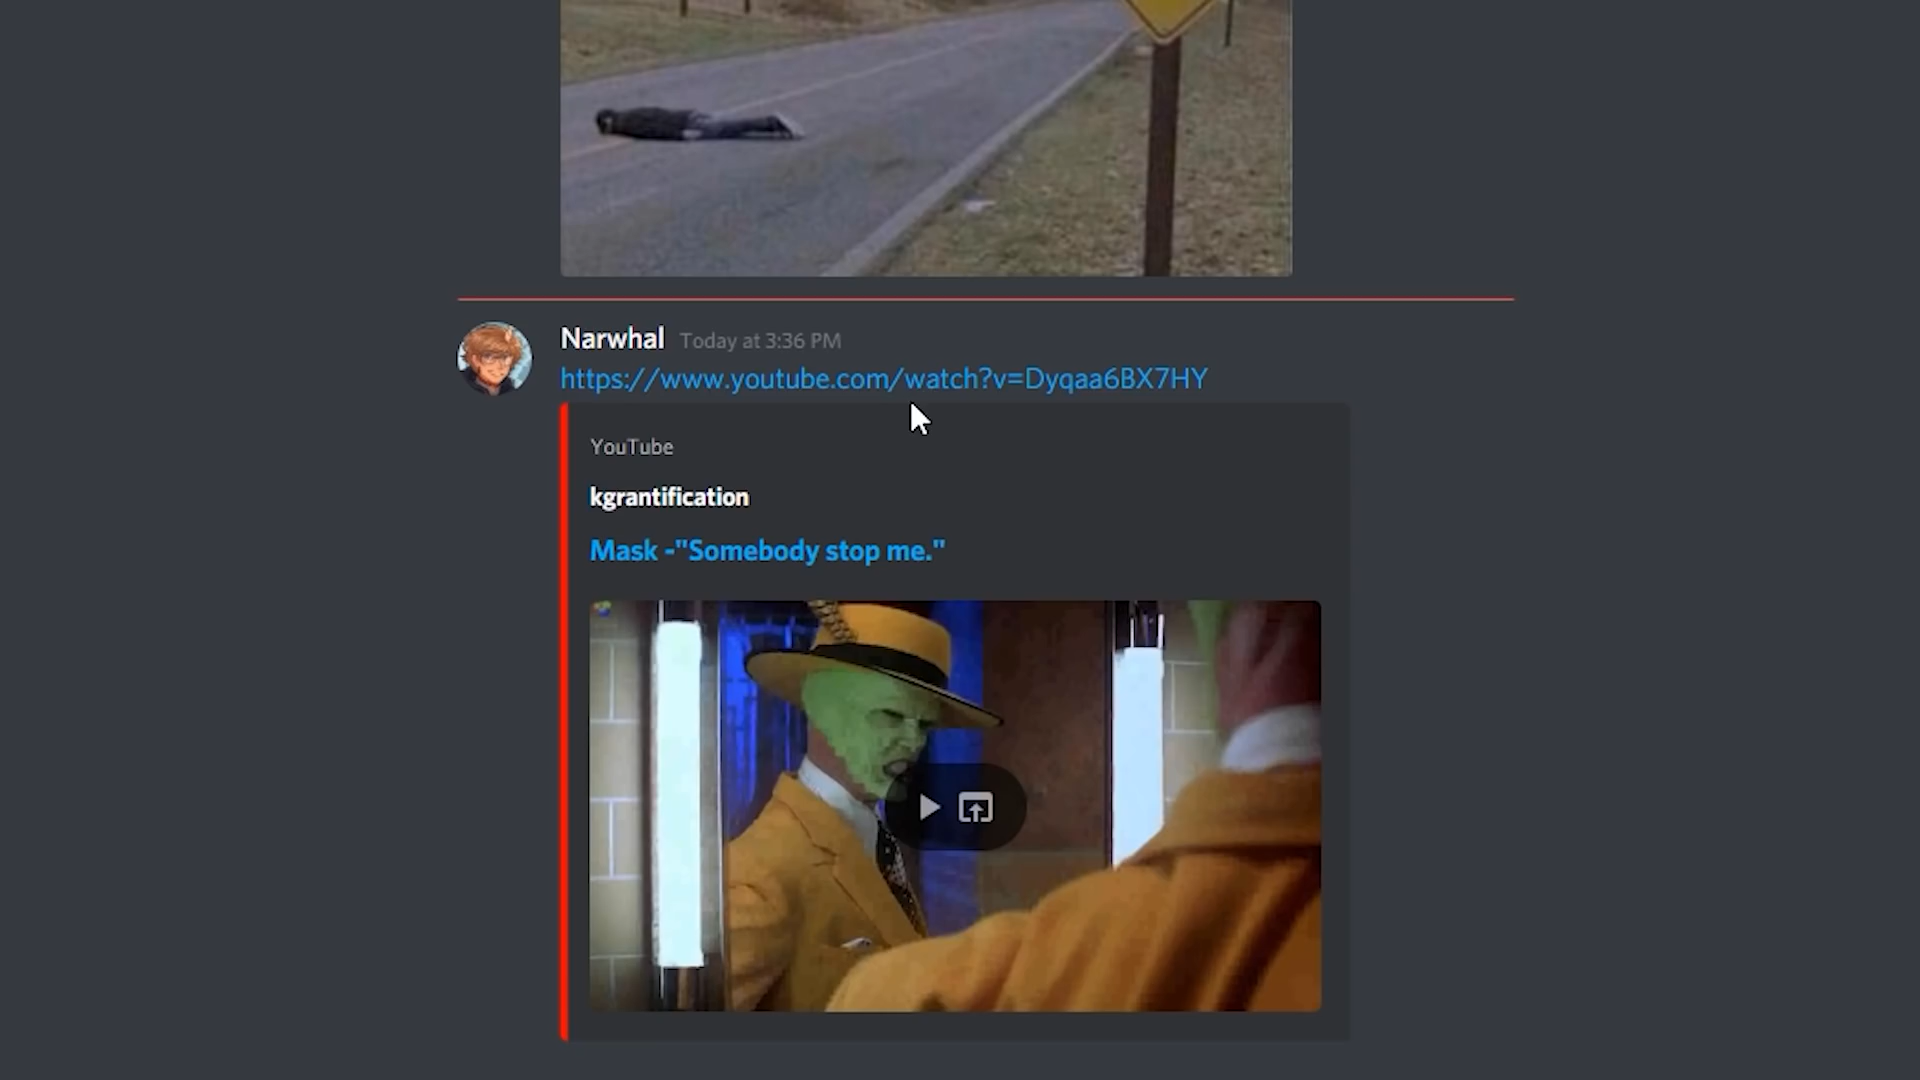 Narwhal Today at 3:36 PM
https://www.youtube.com/watch?v=Dyqaa6BX7HY
YouTube
kgrantification
Mask -"Somebody stop me."